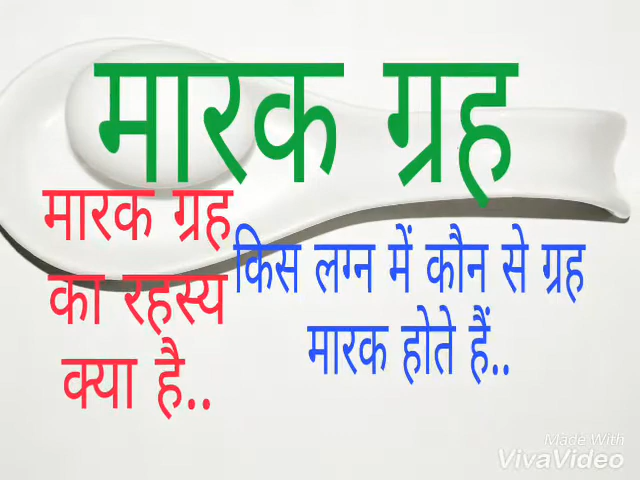 मारक ग्रह
मारक ग्रह
का रहस्य
क्या है..
किस लग्न में कौन से ग्रह
मारक होते हैं..
Made With
VivaVideo